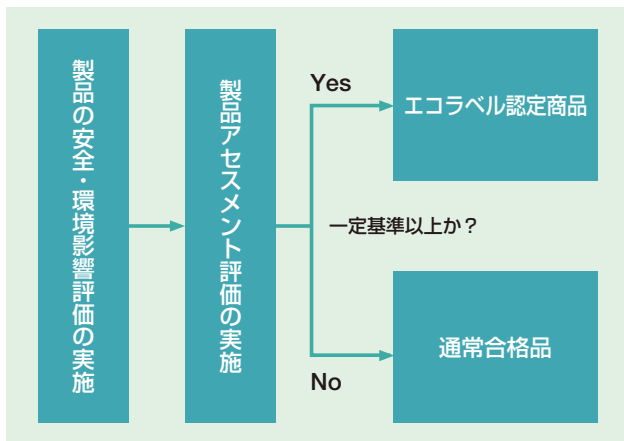 製品の安全・環境影響評価の実施
製品アセスメント評価の実施
Yes
エコラベル認定商品
一定基準以上か？
通常合格品
No